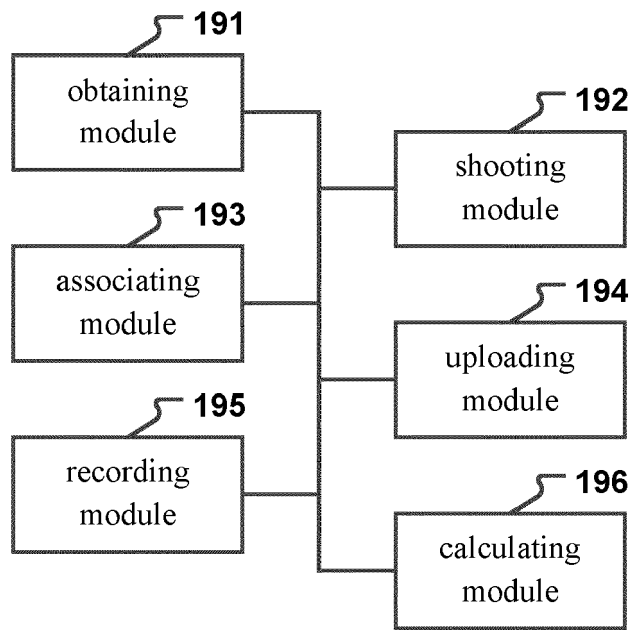 191
obtaining
module
192
shooting
module
193
associating
module
194
uploading
module
195
recording
module
196
calculating
module